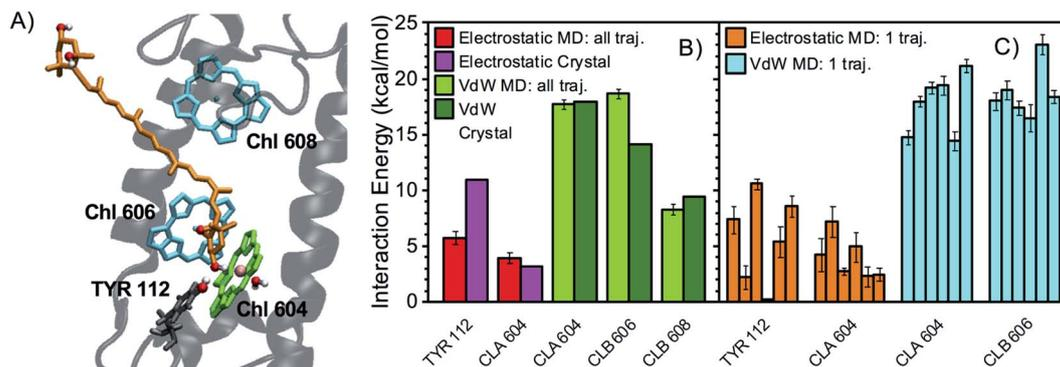 A)
Chl 608
Chl 606
TYR 112
Chl 604
Interaction Energy (kcal/mol)
25
20
15
10
5
0
B)
Electrostatic MD: all traj.
Electrostatic Crystal
VdW MD: all traj.
VdW
Crystal
TYR 112
CLA 604
CLA 604
CLB 606
CLB 608
C)
Electrostatic MD: 1 traj.
VdW MD: 1 traj.
TYR 112
CLA 604
CLA 604
CLB 606